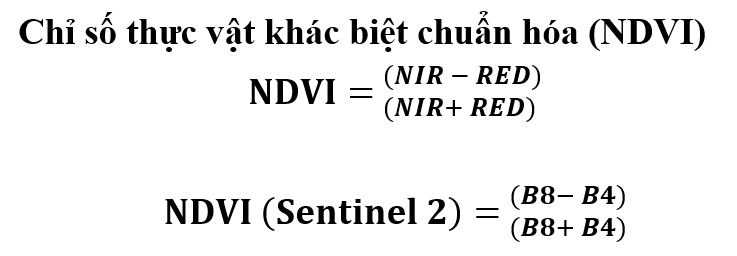 Chỉ số thực vật khác biệt chuẩn hóa (NDVI)
NDVI = (NIR − RED)
(NIR+ RED)
NDVI (Sentinel 2) = (B8− B4)
(B8+ B4)